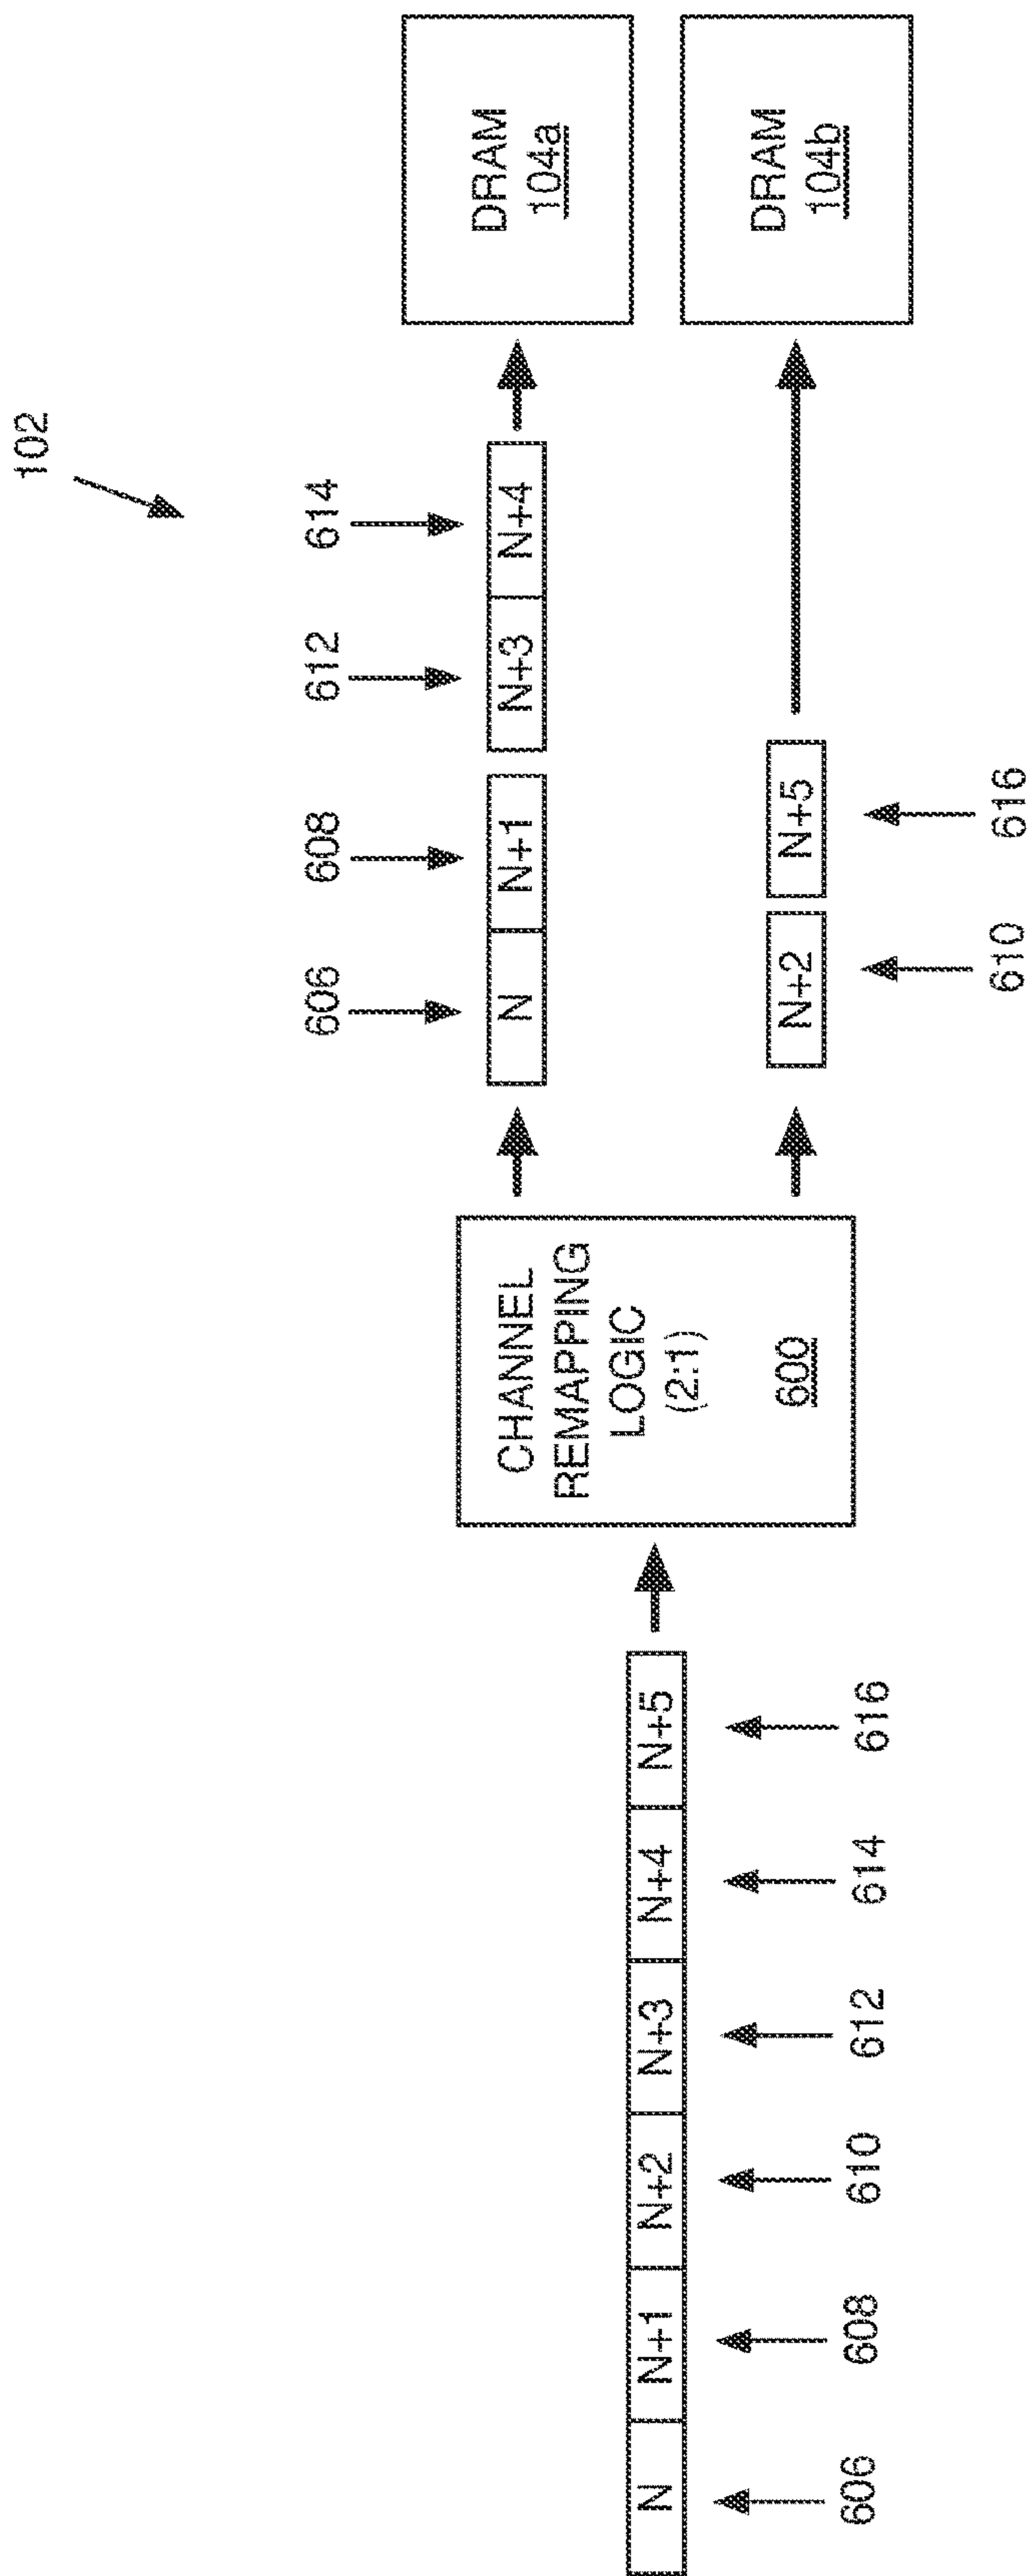 102
606
608
612
614
N
N+1
N+3
N+4
DRAM
104a
CHANNEL
REMAPPING
LOGIC
(2:1)
600
N
N+1
N+2
N+3
N+4
N+5
606
608
610
612
614
616
N+2
N+5
DRAM
104b
610
616